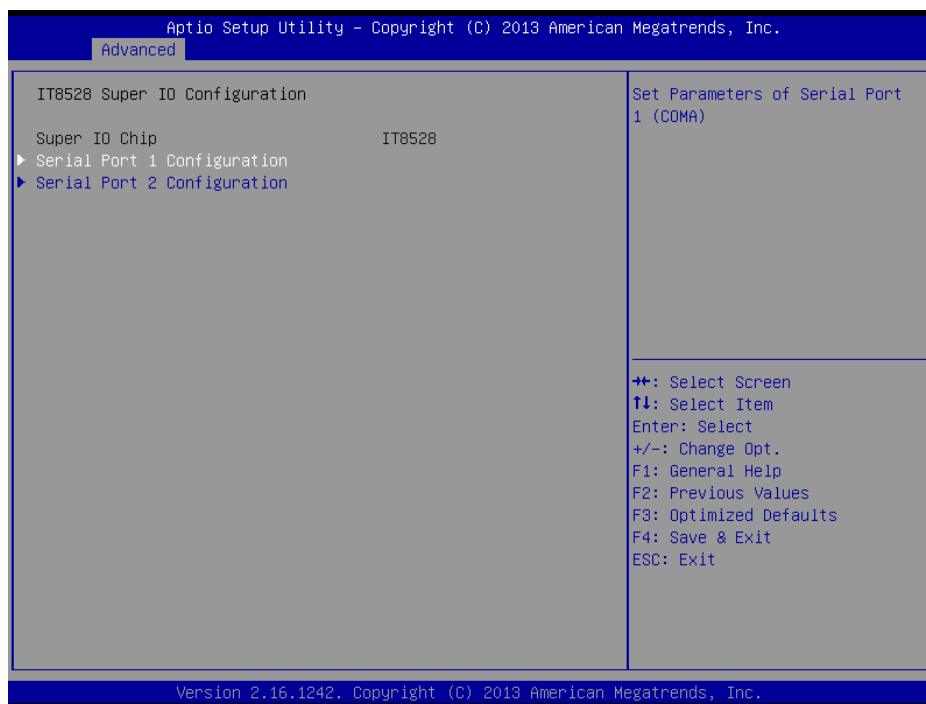 Aptio Setup Utility – Copyright (C) 2013 American Megatrends, Inc.
Advanced
IT8528 Super IO Configuration
Super IO Chip IT8528
▶ Serial Port 1 Configuration
▶ Serial Port 2 Configuration
Set Parameters of Serial Port
1 (COMA)
→←: Select Screen
↑↓: Select Item
Enter: Select
+/-: Change Opt.
F1: General Help
F2: Previous Values
F3: Optimized Defaults
F4: Save & Exit
ESC: Exit
Version 2.16.1242. Copyright (C) 2013 American Megatrends, Inc.